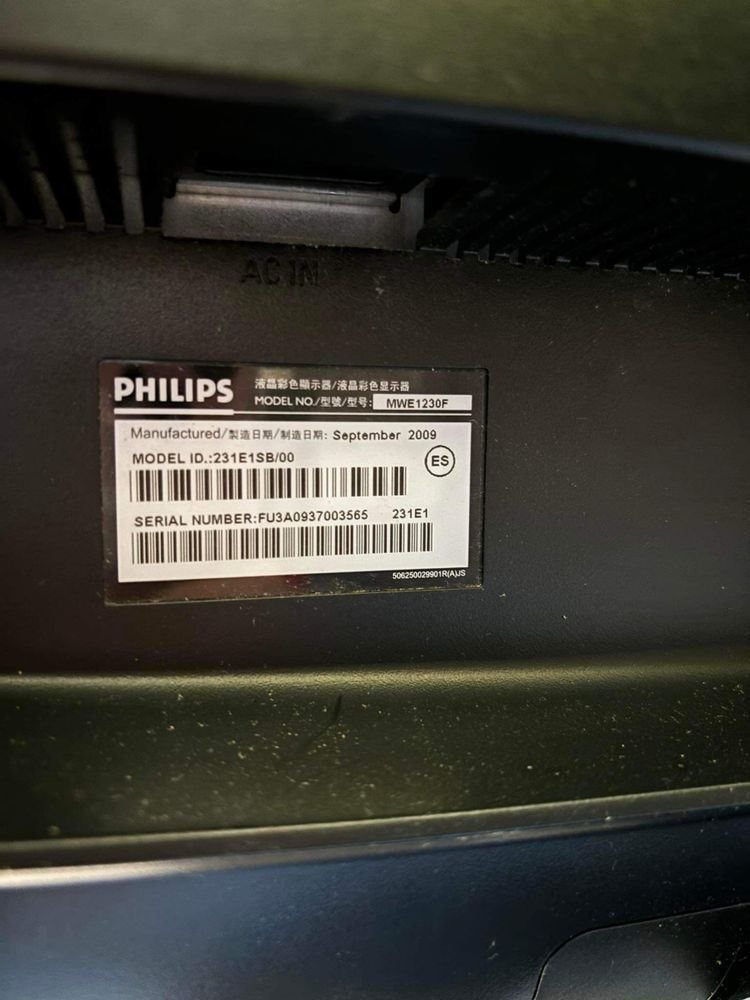 AC IN
PHILIPS
液晶彩色顯示器/液晶彩色显示器
MODEL NO./型號/型号: MWE1230F
Manufactured/製造日期/制造日期: September 2009
MODEL ID.:231E1SB/00
ES
SERIAL NUMBER:FU3A0937003565 231E1
506250029901R(A)JS